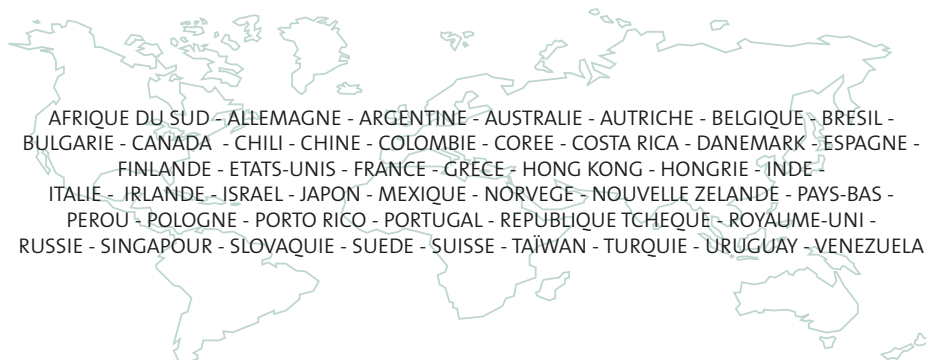 AFRIQUE DU SUD - ALLEMAGNE - ARGENTINE - AUSTRALIE - AUTRICHE - BELGIQUE - BRESIL -
BULGARIE - CANADA - CHILI - CHINE - COLOMBIE - COREE - COSTA RICA - DANEMARK - ESPAGNE -
FINLANDE - ETATS-UNIS - FRANCE - GRECE - HONG KONG - HONGRIE - INDE -
ITALIE - IRLANDE - ISRAEL - JAPON - MEXIQUE - NORVEGE - NOUVELLE ZELANDE - PAYS-BAS -
PEROU - POLOGNE - PORTO RICO - PORTUGAL - REPUBLIQUE TCHEQUE - ROYAUME-UNI -
RUSSIE - SINGAPOUR - SLOVAQUIE - SUEDE - SUISSE - TAÏWAN - TURQUIE - URUGUAY - VENEZUELA